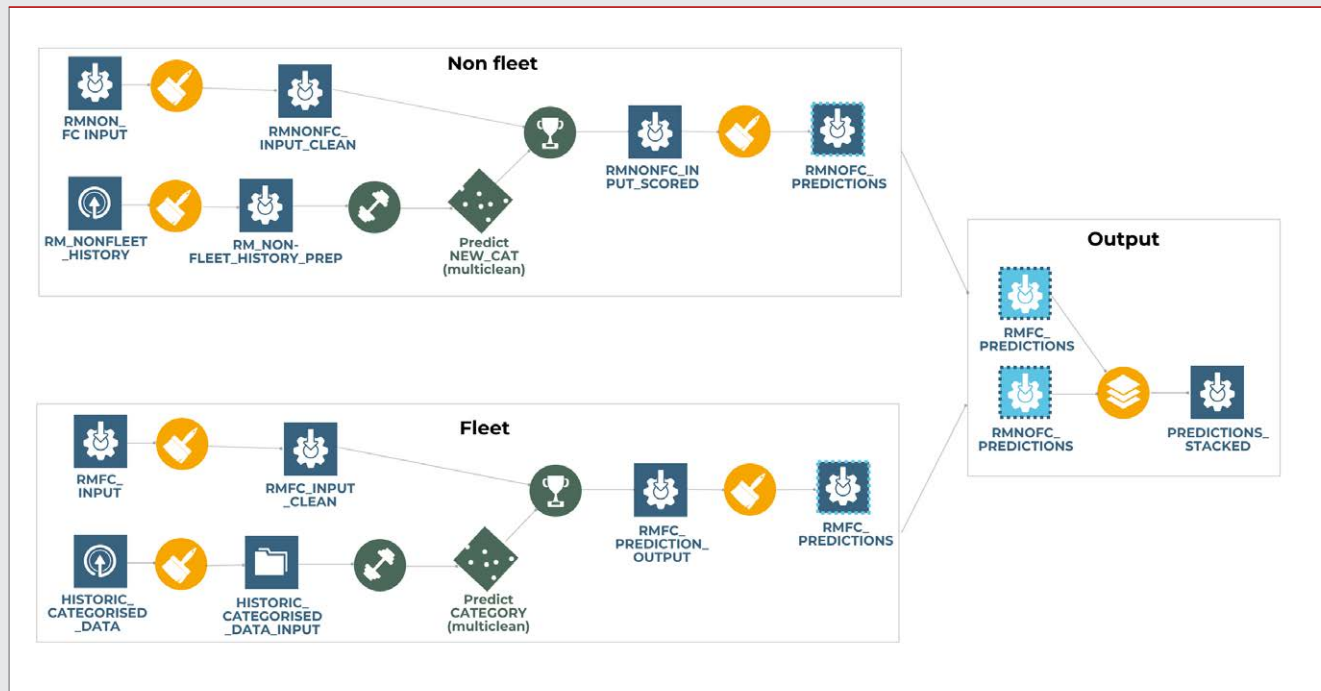 Non fleet
RMNON_
FC INPUT
RMNONFC_
INPUT_CLEAN
RMNONFC_IN
PUT_SCORED
RMNOFC_
PREDICTIONS
RM_NONFLEET
_HISTORY
RM_NON-
FLEET_HISTORY_PREP
Predict
NEW_CAT
(multiclean)
Fleet
RMFC_
INPUT
RMFC_INPUT
_CLEAN
RMFC_
PREDICTION_
OUTPUT
RMFC_
PREDICTIONS
HISTORIC_
CATEGORISED
_DATA
HISTORIC_
CATEGORISED
_DATA_INPUT
Predict
CATEGORY
(multiclean)
Output
RMFC_
PREDICTIONS
RMNOFC_
PREDICTIONS
PREDICTIONS_
STACKED